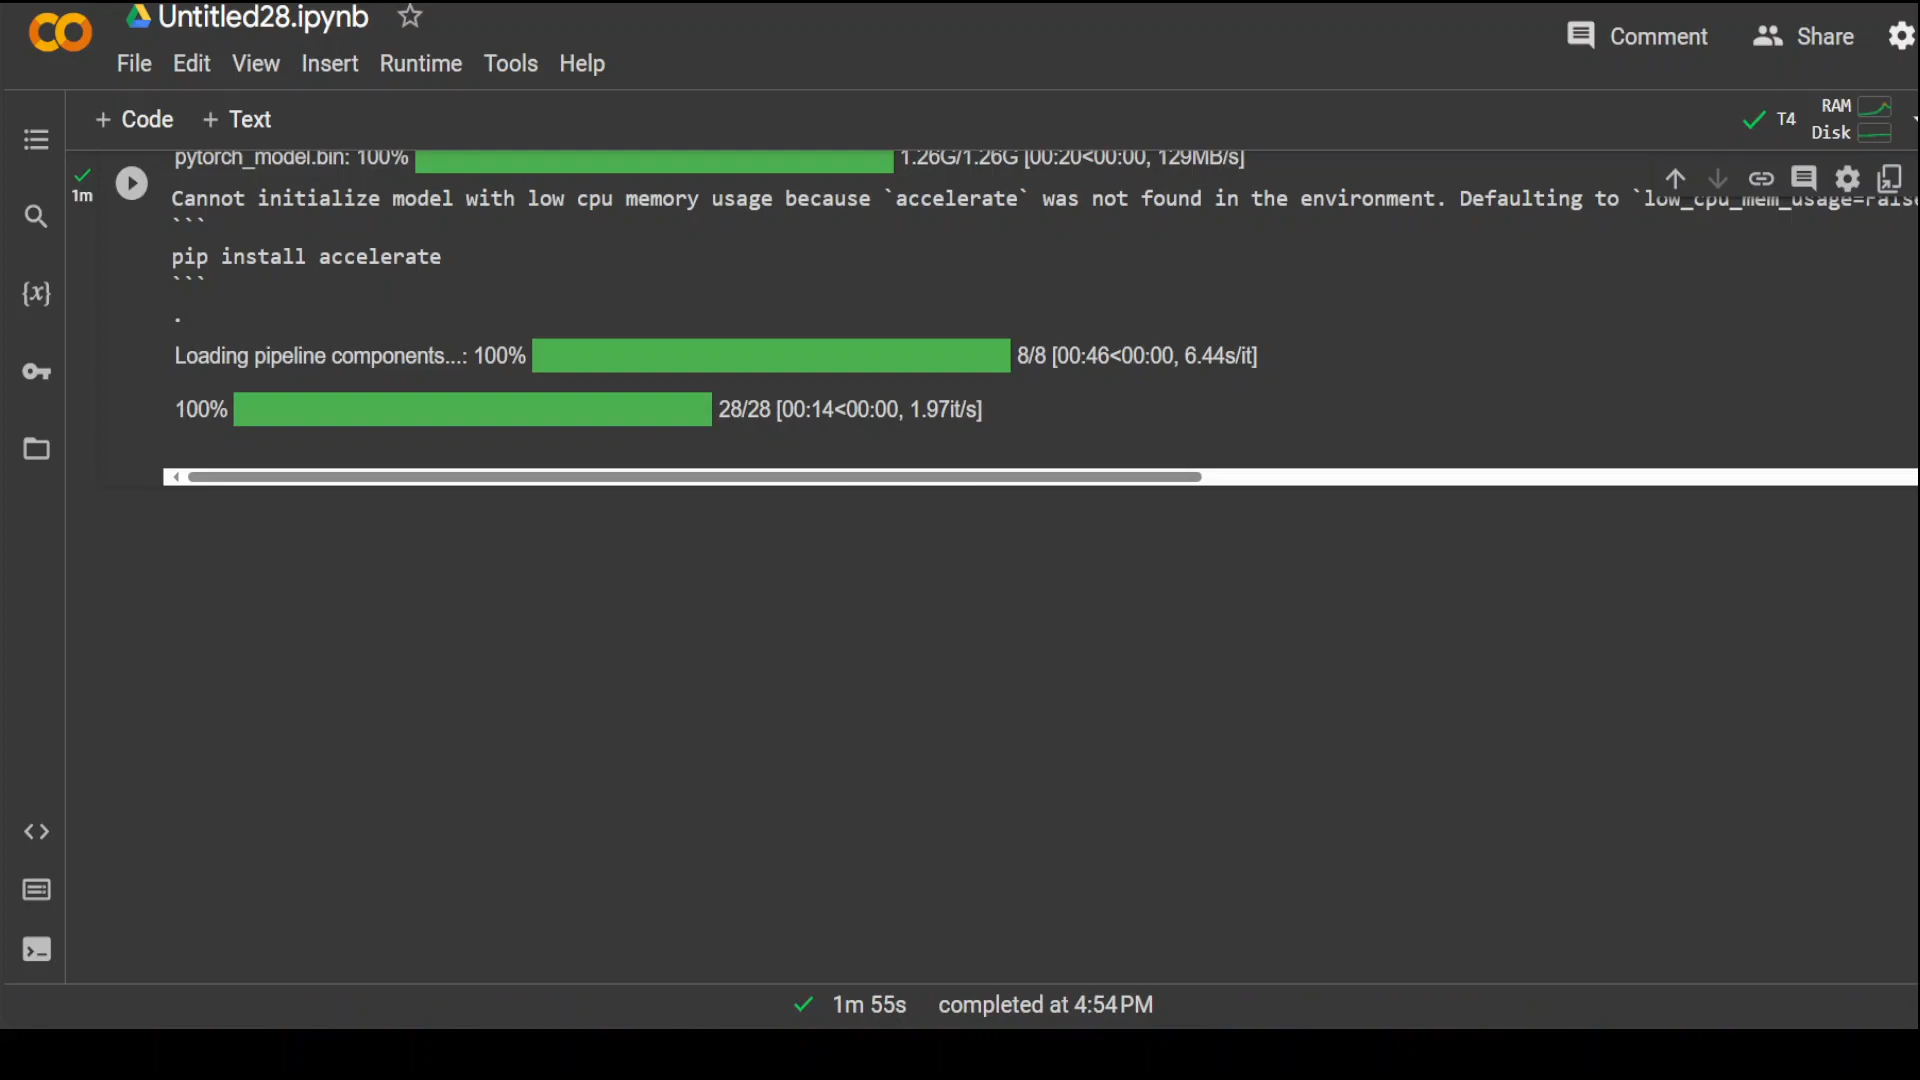 Untitled28.ipynb
Comment
Share
File Edit View Insert Runtime Tools Help
+ Code + Text
T4
RAM
Disk
pytorch_model.bin: 100% 1.26G/1.26G [00:20<00:00, 129MB/s]
1m
Cannot initialize model with low cpu memory usage because `accelerate` was not found in the environment. Defaulting to `low_cpu_mem_usage=False
```
pip install accelerate
```
.
Loading pipeline components...: 100% 8/8 [00:46<00:00, 6.44s/it]
100% 28/28 [00:14<00:00, 1.97it/s]
1m 55s completed at 4:54 PM